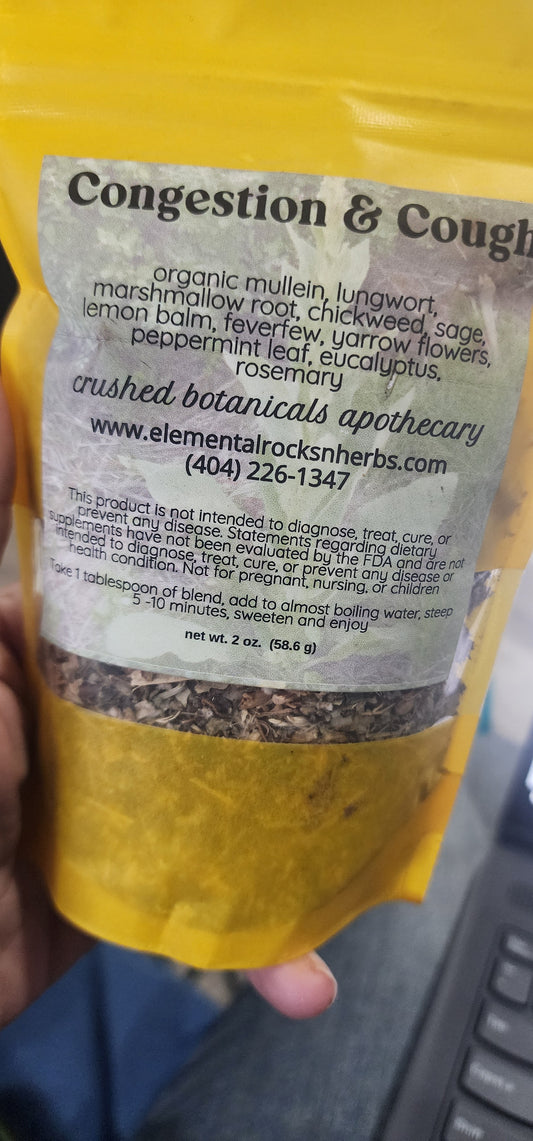 Congestion & Cough
organic mullein, lungwort,
marshmallow root, chickweed, sage,
lemon balm, feverfew, yarrow flowers,
peppermint leaf, eucalyptus,
rosemary
crushed botanicals apothecary
www.elementalrocksnherbs.com
(404) 226-1347
This product is not intended to diagnose, treat, cure, or
prevent any disease. Statements regarding dietary
supplements have not been evaluated by the FDA and are not
intended to diagnose, treat, cure, or prevent any disease or
health condition. Not for pregnant, nursing, or children
Take 1 tablespoon of blend, add to almost boiling water, steep
5 -10 minutes, sweeten and enjoy
net wt. 2 oz. (58.6 g)